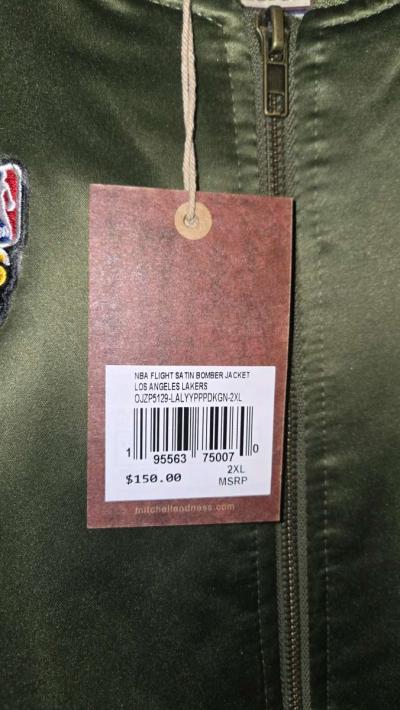 NBA FLIGHT SATIN BOMBER JACKET
LOS ANGELES LAKERS
OJZP5129-LALYYPPPDKGN-2XL
1 95563 75007 0
2XL
$150.00 MSRP
mitchellandness.com